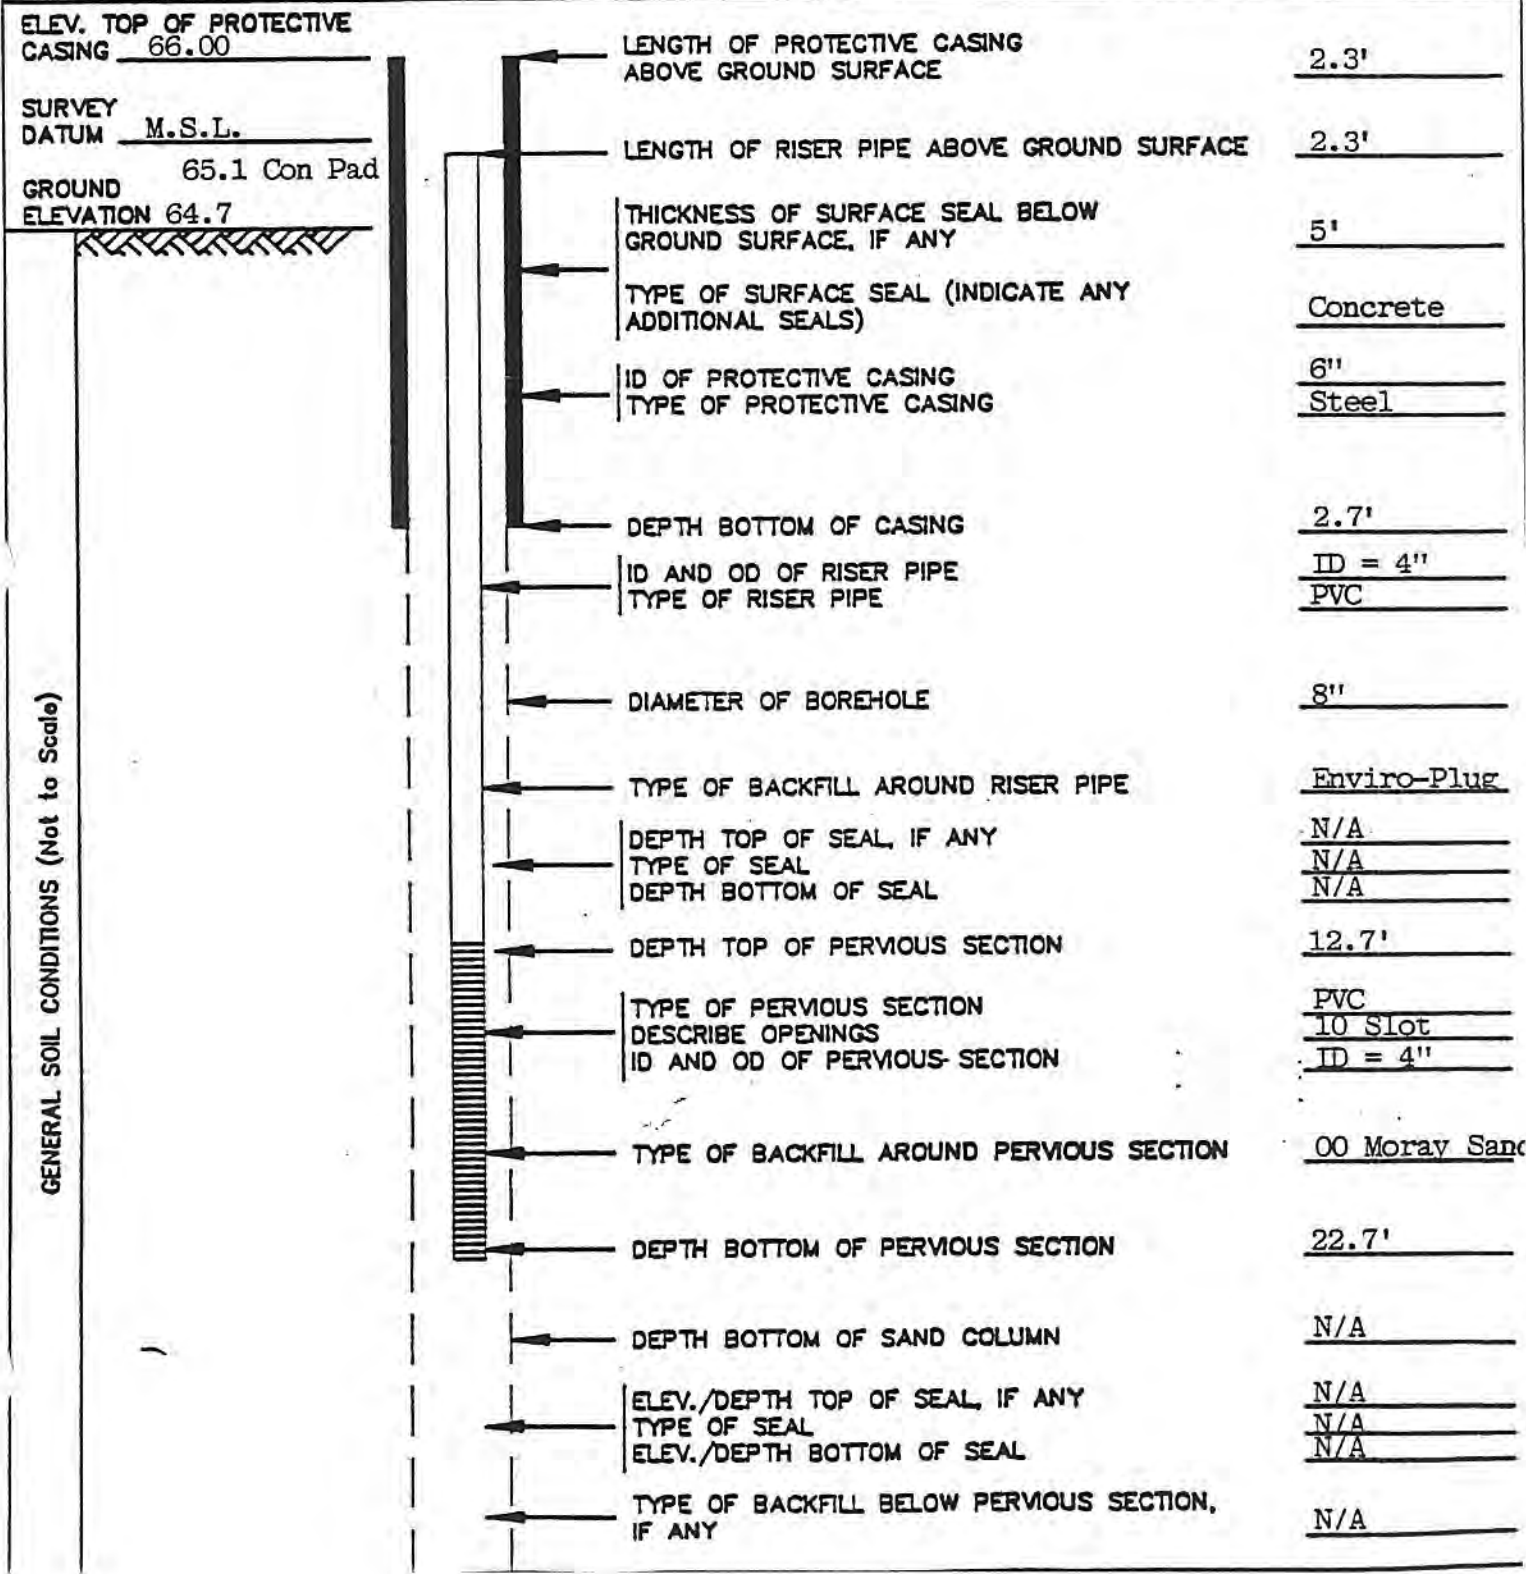 ELEV. TOP OF PROTECTIVE
CASING 66.00
SURVEY
DATUM M.S.L.
65.1 Con Pad
GROUND
ELEVATION 64.7
GENERAL SOIL CONDITIONS (Not to Scale)
LENGTH OF PROTECTIVE CASING
ABOVE GROUND SURFACE 2.3'
LENGTH OF RISER PIPE ABOVE GROUND SURFACE 2.3'
THICKNESS OF SURFACE SEAL BELOW
GROUND SURFACE, IF ANY 5'
TYPE OF SURFACE SEAL (INDICATE ANY
ADDITIONAL SEALS) Concrete
ID OF PROTECTIVE CASING 6"
TYPE OF PROTECTIVE CASING Steel
DEPTH BOTTOM OF CASING 2.7'
ID AND OD OF RISER PIPE ID = 4"
TYPE OF RISER PIPE PVC
DIAMETER OF BOREHOLE 8"
TYPE OF BACKFILL AROUND RISER PIPE Enviro-Plug
DEPTH TOP OF SEAL, IF ANY N/A
TYPE OF SEAL N/A
DEPTH BOTTOM OF SEAL N/A
DEPTH TOP OF PERVIOUS SECTION 12.7'
TYPE OF PERVIOUS SECTION PVC
DESCRIBE OPENINGS 10 Slot
ID AND OD OF PERVIOUS SECTION ID = 4"
TYPE OF BACKFILL AROUND PERVIOUS SECTION 00 Moray Sand
DEPTH BOTTOM OF PERVIOUS SECTION 22.7'
DEPTH BOTTOM OF SAND COLUMN N/A
ELEV./DEPTH TOP OF SEAL, IF ANY N/A
TYPE OF SEAL N/A
ELEV./DEPTH BOTTOM OF SEAL N/A
TYPE OF BACKFILL BELOW PERVIOUS SECTION,
IF ANY N/A